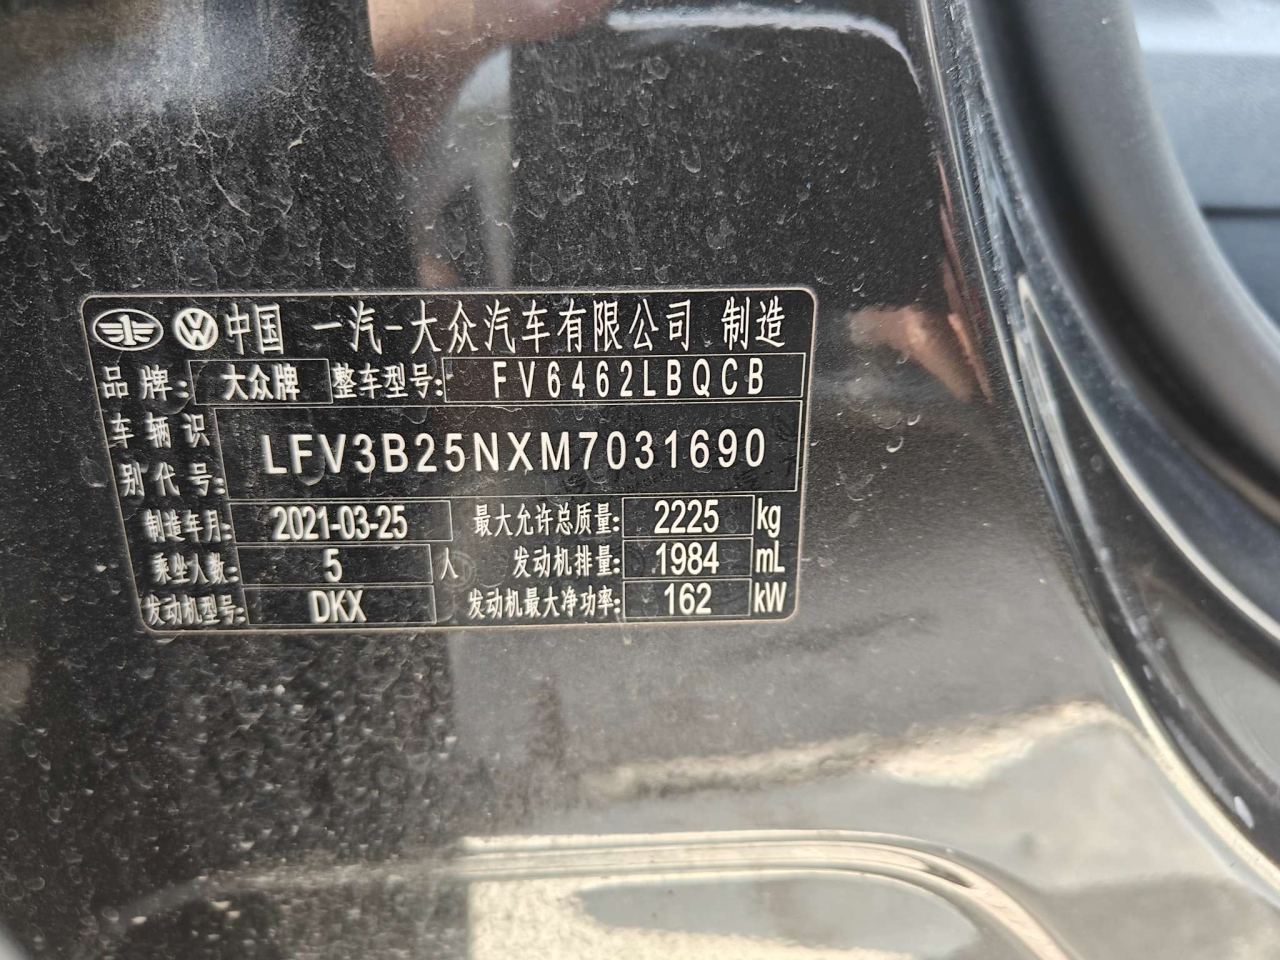 中国 一汽-大众汽车有限公司 制造
品牌: 大众牌 整车型号: FV6462LBQCB
车辆识别代号: LFV3B25NXM7031690
制造年月: 2021-03-25 最大允许总质量: 2225 kg
乘坐人数: 5 人 发动机排量: 1984 mL
发动机型号: DKX 发动机最大净功率: 162 kW